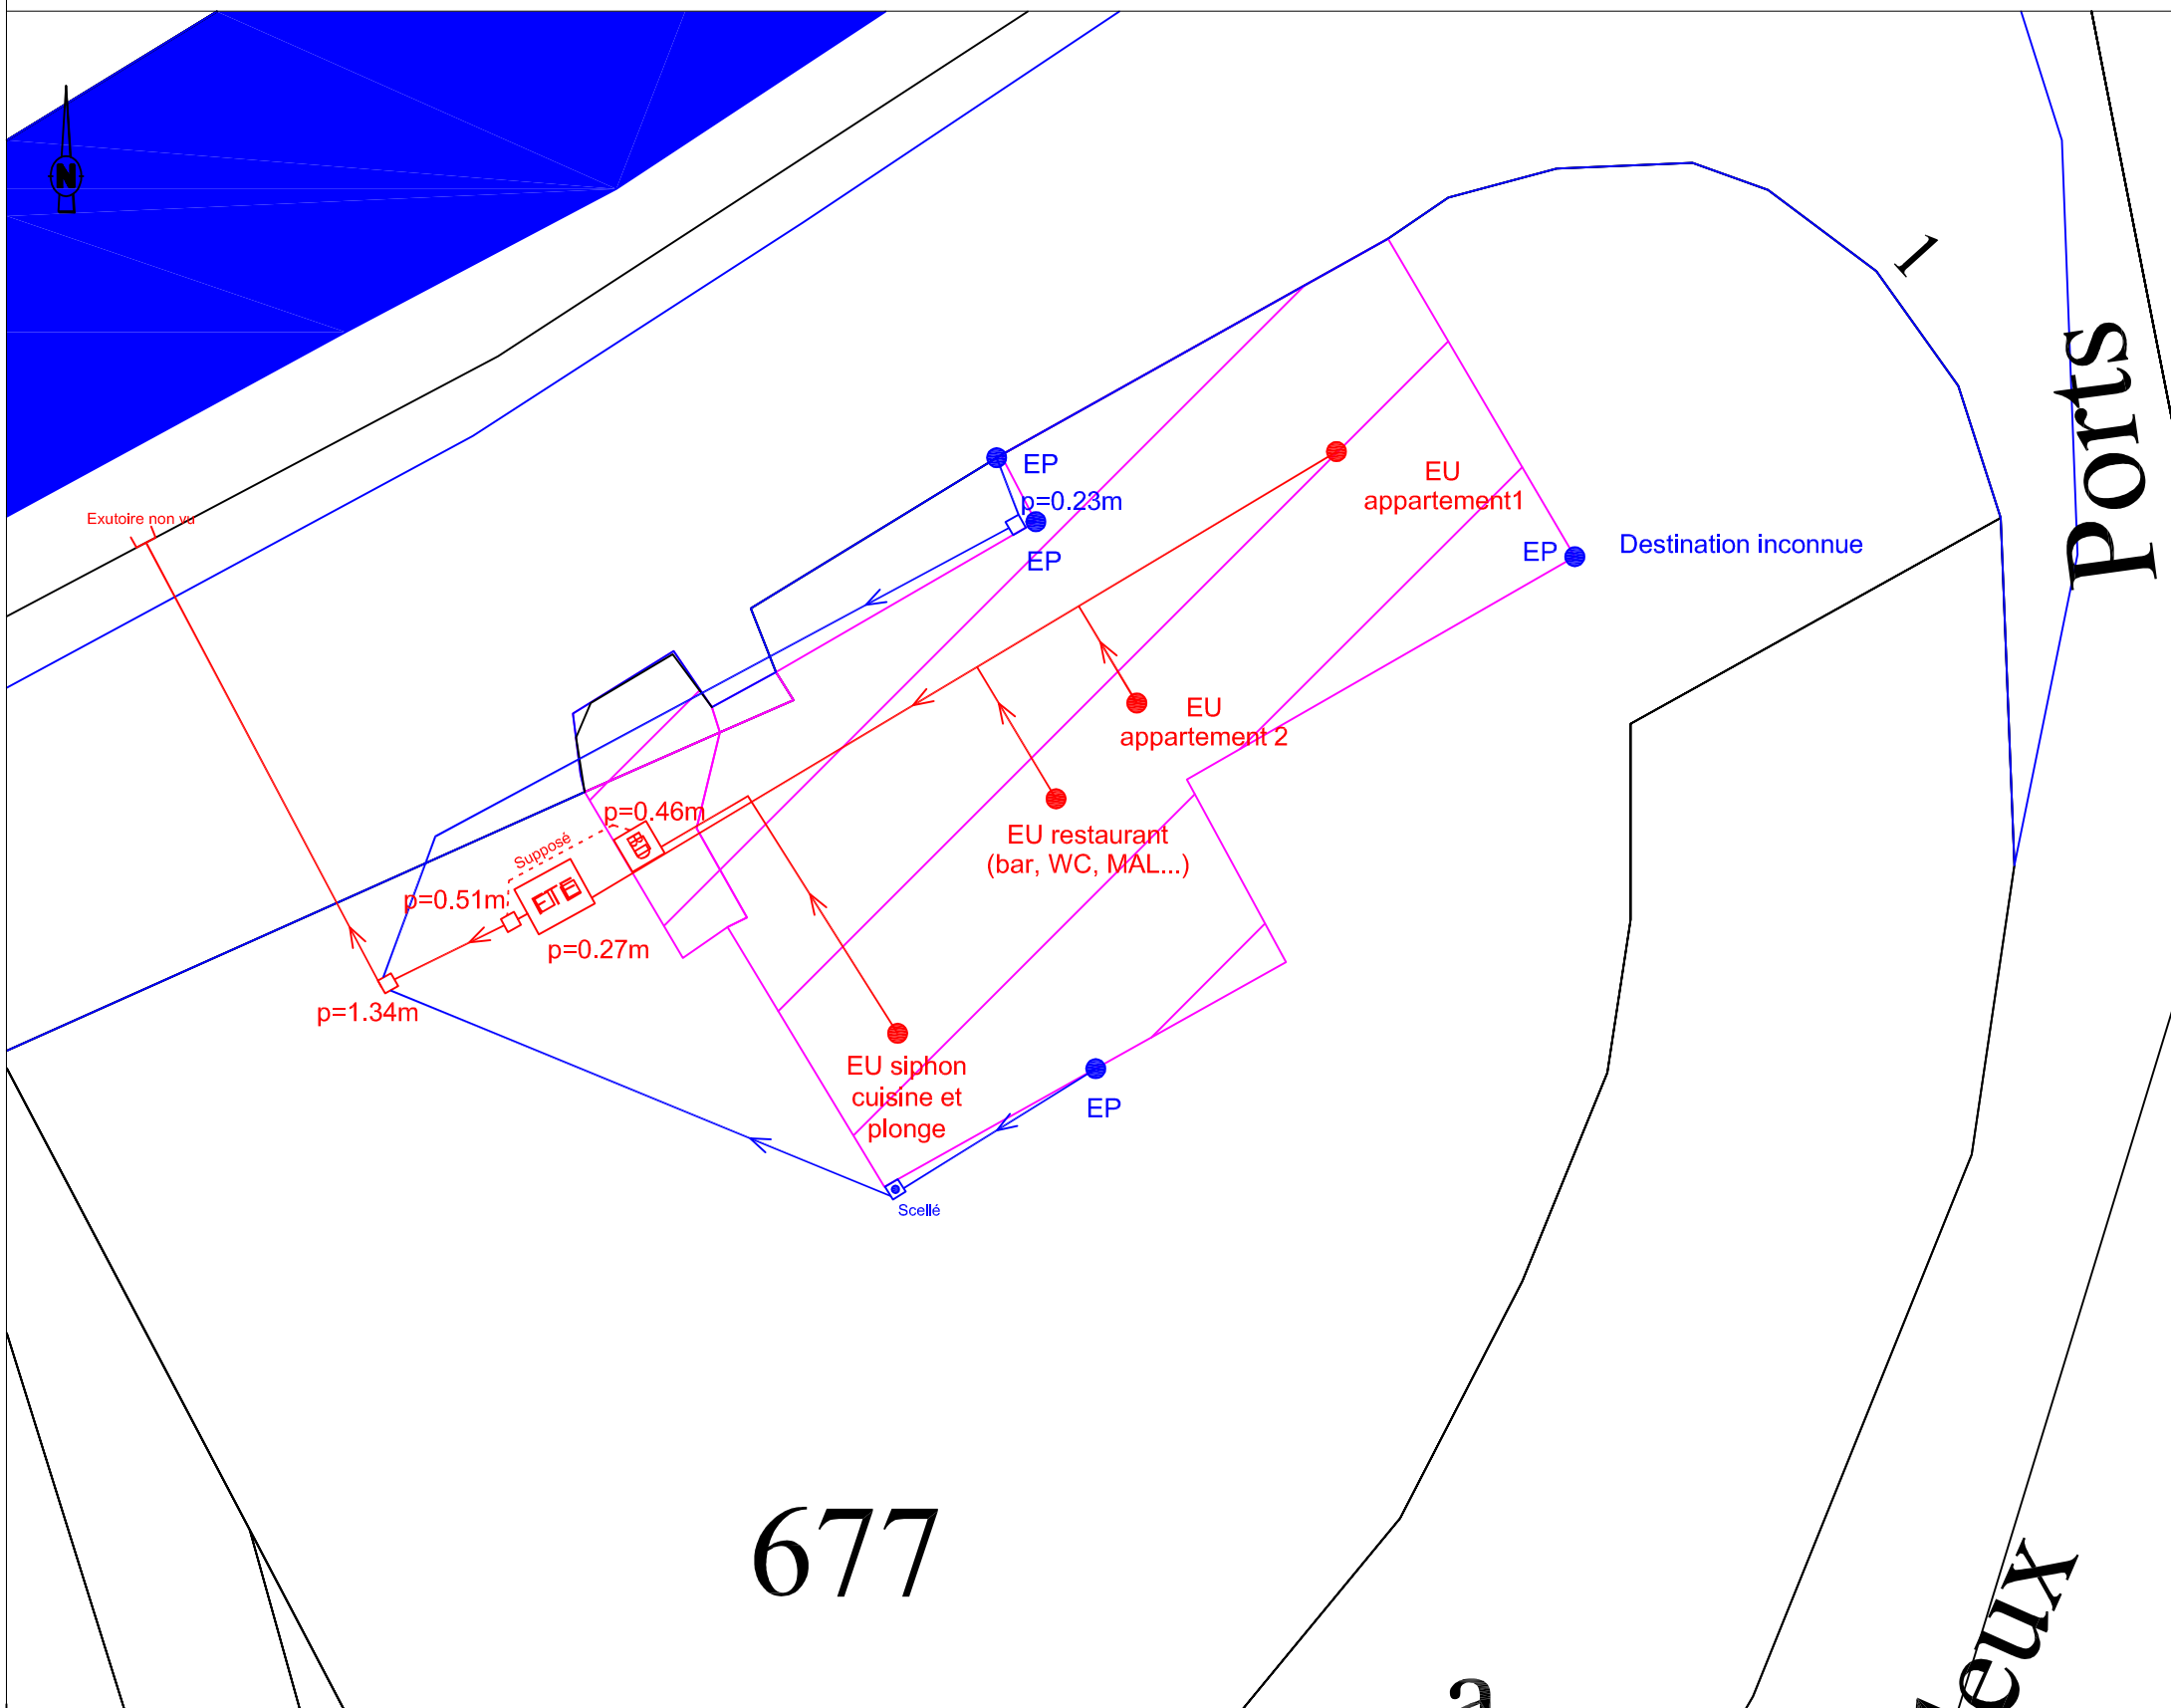 N
1
Ports
EP
p=0.23m
EP
EU
appartement1
EP
Destination inconnue
Exutoire non vu
EU
appartement 2
p=0.46m
Supposé
EU restaurant
(bar, WC, MAL...)
p=0.51m
p=0.27m
p=1.34m
EU siphon
cuisine et
plonge
EP
Scellé
677
a